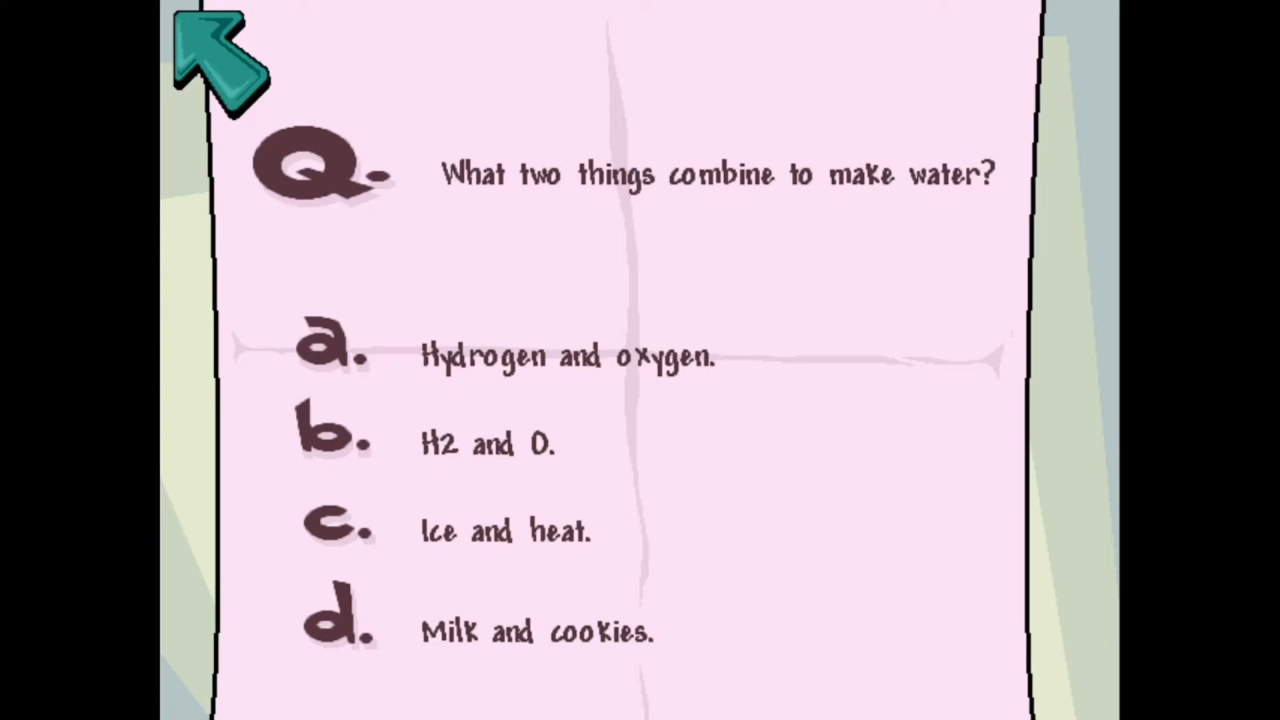 Q. What two things combine to make water?
a. Hydrogen and oxygen.
b. H2 and O.
c. Ice and heat.
d. Milk and cookies.